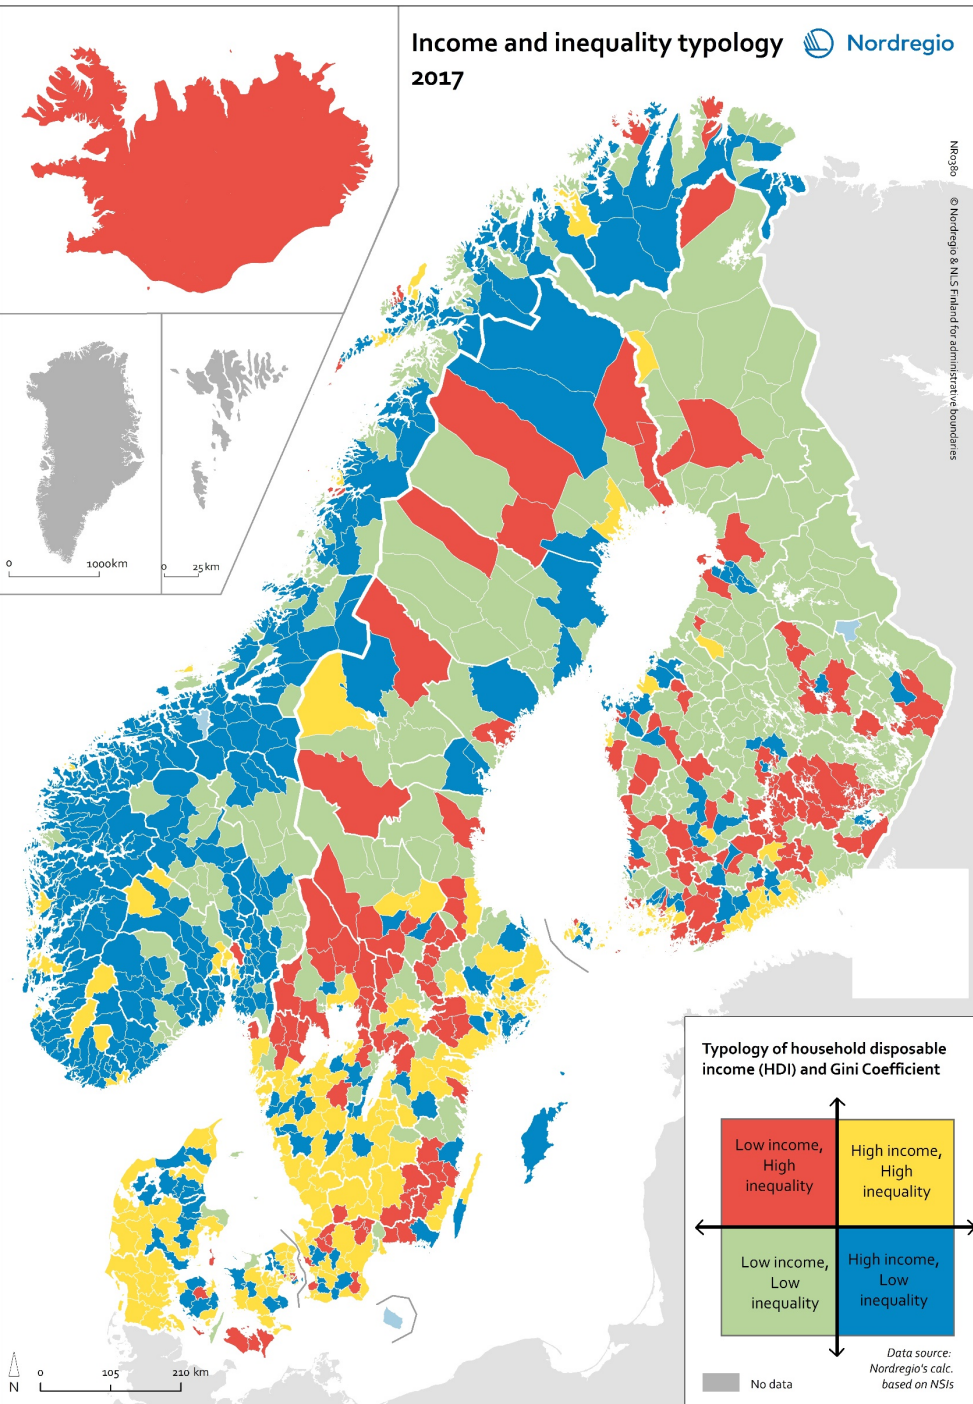 Income and inequality typology
2017
Nordregio
NR0380 © Nordregio & NLS Finland for administrative boundaries
0 1000km
0 25km
N
0 105 210 km
Typology of household disposable
income (HDI) and Gini Coefficient
Low income,
High
inequality
High income,
High
inequality
Low income,
Low
inequality
High income,
Low
inequality
No data
Data source:
Nordregio's calc.
based on NSIs